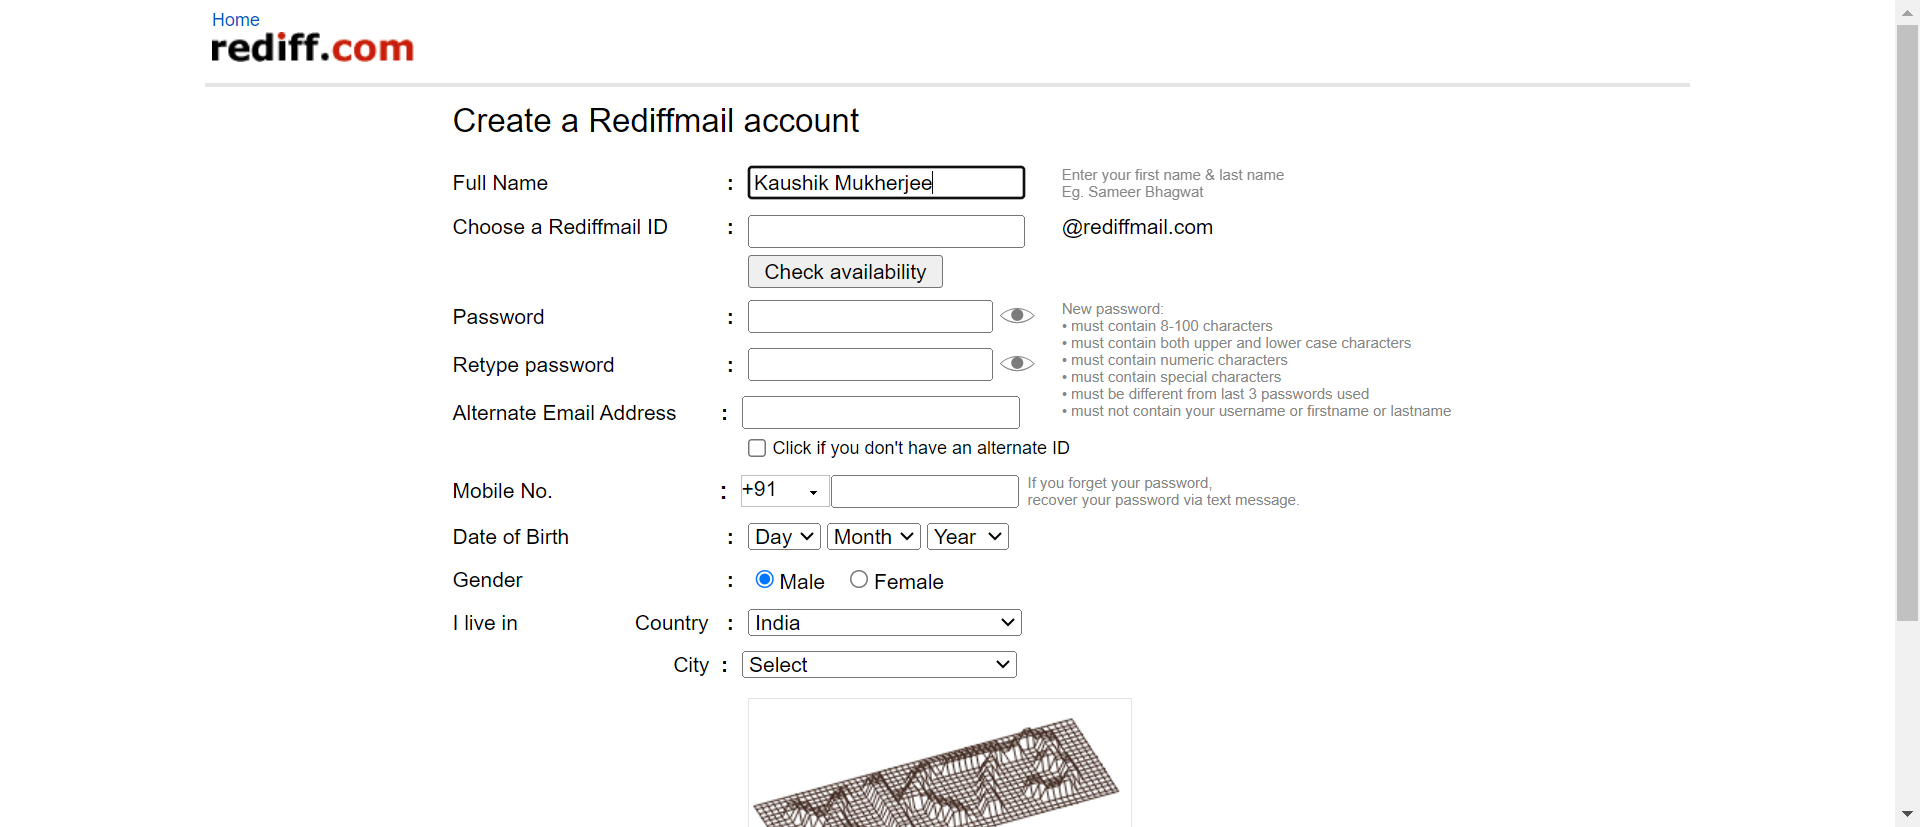 Home
rediff.com
Create a Rediffmail account
Full Name : Kaushik Mukherjee
Enter your first name & last name
Eg. Sameer Bhagwat
Choose a Rediffmail ID : @rediffmail.com
Check availability
Password :
New password:
• must contain 8-100 characters
• must contain both upper and lower case characters
• must contain numeric characters
• must contain special characters
• must be different from last 3 passwords used
• must not contain your username or firstname or lastname
Retype password :
Alternate Email Address :
Click if you don't have an alternate ID
Mobile No. : +91
If you forget your password,
recover your password via text message.
Date of Birth : Day Month Year
Gender : Male Female
I live in Country : India
City : Select